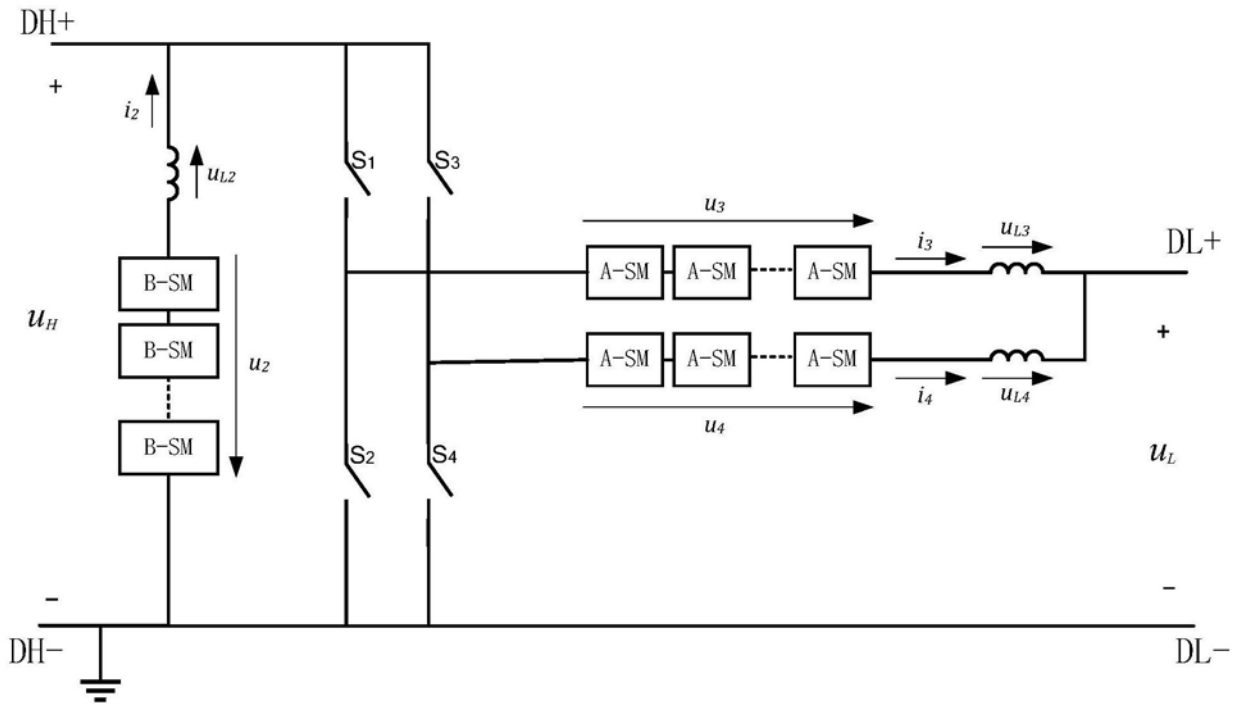 DH+
+
i2
uL2
S1
S3
u3
i3
uL3
DL+
B-SM
A-SM
A-SM
A-SM
uH
B-SM
u2
+
A-SM
A-SM
A-SM
i4
uL4
u4
B-SM
S2
S4
uL
−
−
DH−
DL−